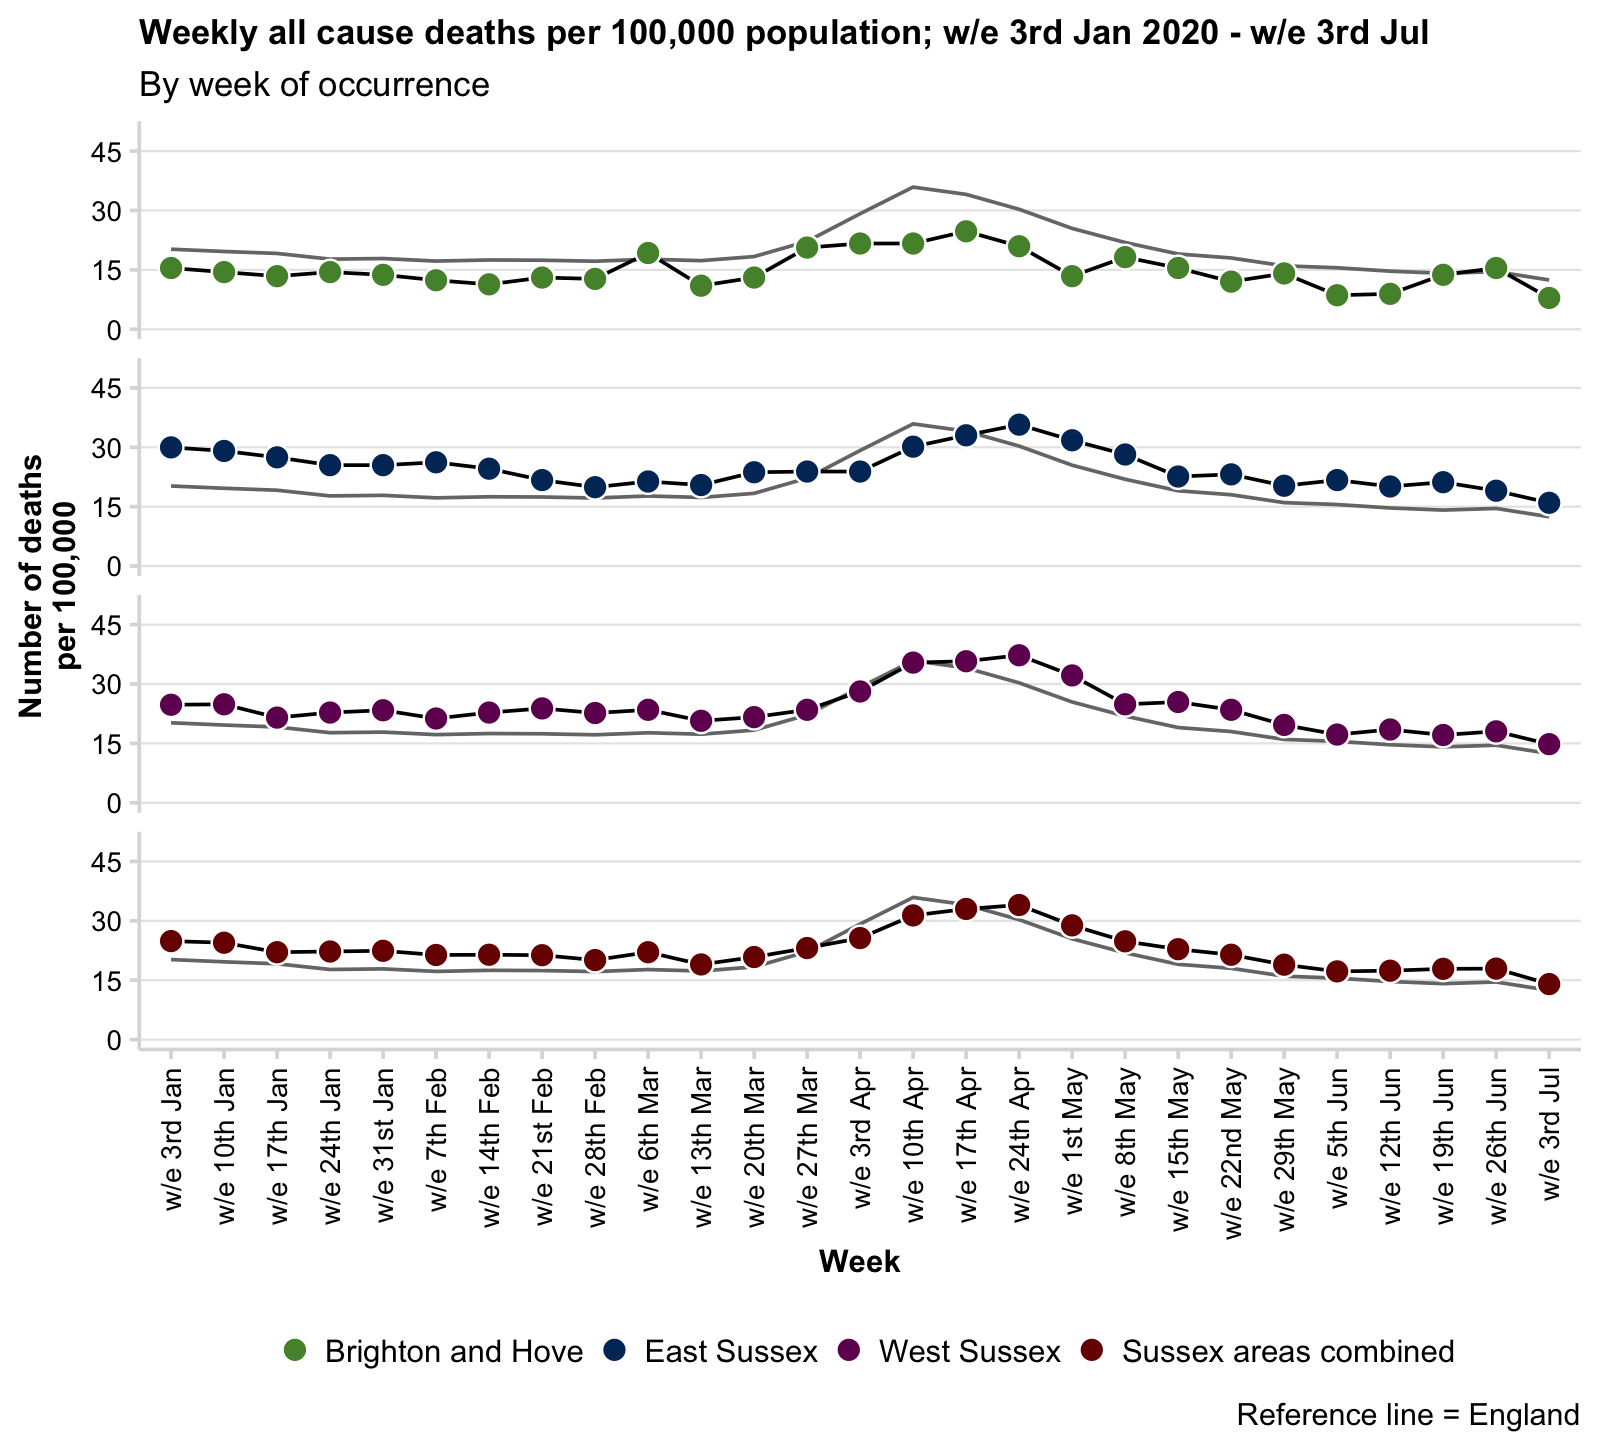 Weekly all cause deaths per 100,000 population; w/e 3rd Jan 2020 - w/e 3rd Jul
By week of occurrence
Number of deaths
per 100,000
45
30
15
0
45
30
15
0
45
30
15
0
45
30
15
0
w/e 3rd Jan
w/e 10th Jan
w/e 17th Jan
w/e 24th Jan
w/e 31st Jan
w/e 7th Feb
w/e 14th Feb
w/e 21st Feb
w/e 28th Feb
w/e 6th Mar
w/e 13th Mar
w/e 20th Mar
w/e 27th Mar
w/e 3rd Apr
w/e 10th Apr
w/e 17th Apr
w/e 24th Apr
w/e 1st May
w/e 8th May
w/e 15th May
w/e 22nd May
w/e 29th May
w/e 5th Jun
w/e 12th Jun
w/e 19th Jun
w/e 26th Jun
w/e 3rd Jul
Week
Brighton and Hove East Sussex West Sussex Sussex areas combined
Reference line = England